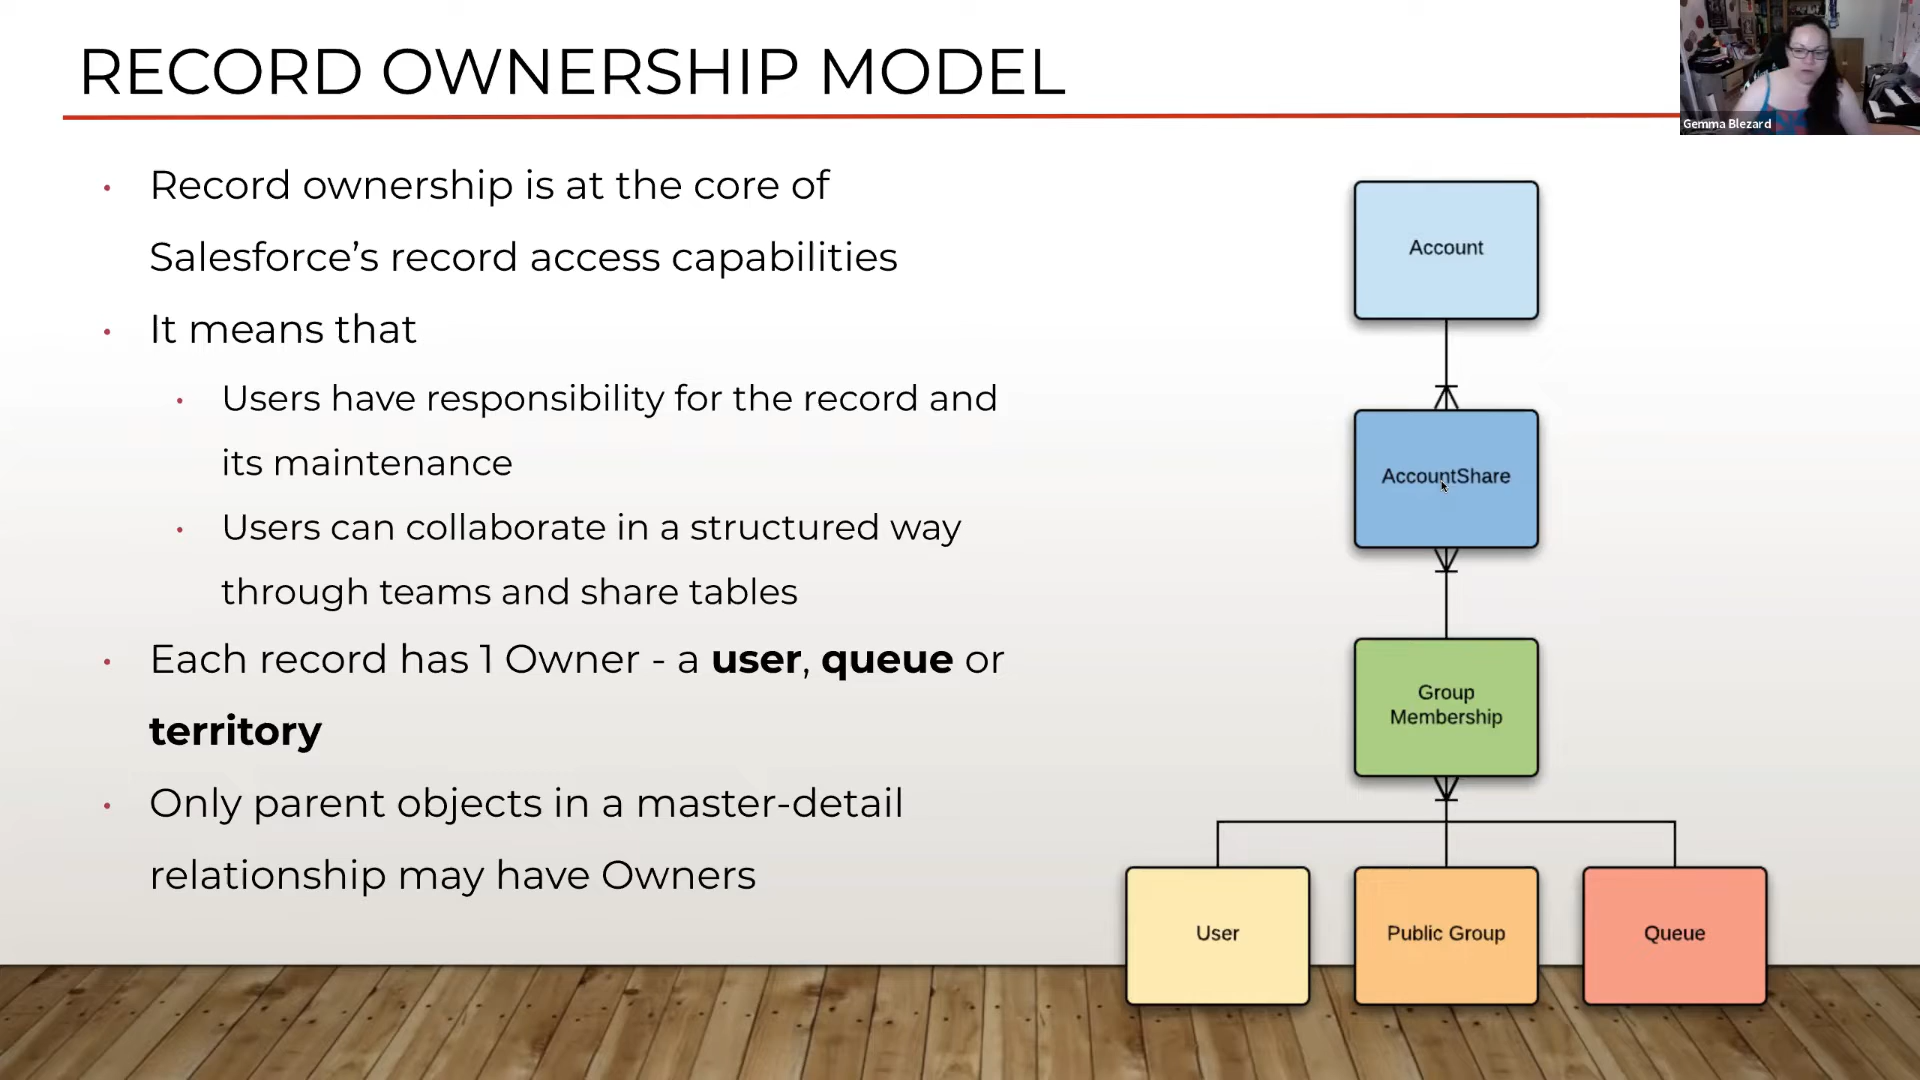 RECORD OWNERSHIP MODEL
Gemma Blezard
• Record ownership is at the core of
Salesforce’s record access capabilities
• It means that
• Users have responsibility for the record and
its maintenance
• Users can collaborate in a structured way
through teams and share tables
• Each record has 1 Owner - a user, queue or
territory
• Only parent objects in a master-detail
relationship may have Owners
Account
AccountShare
Group
Membership
User
Public Group
Queue